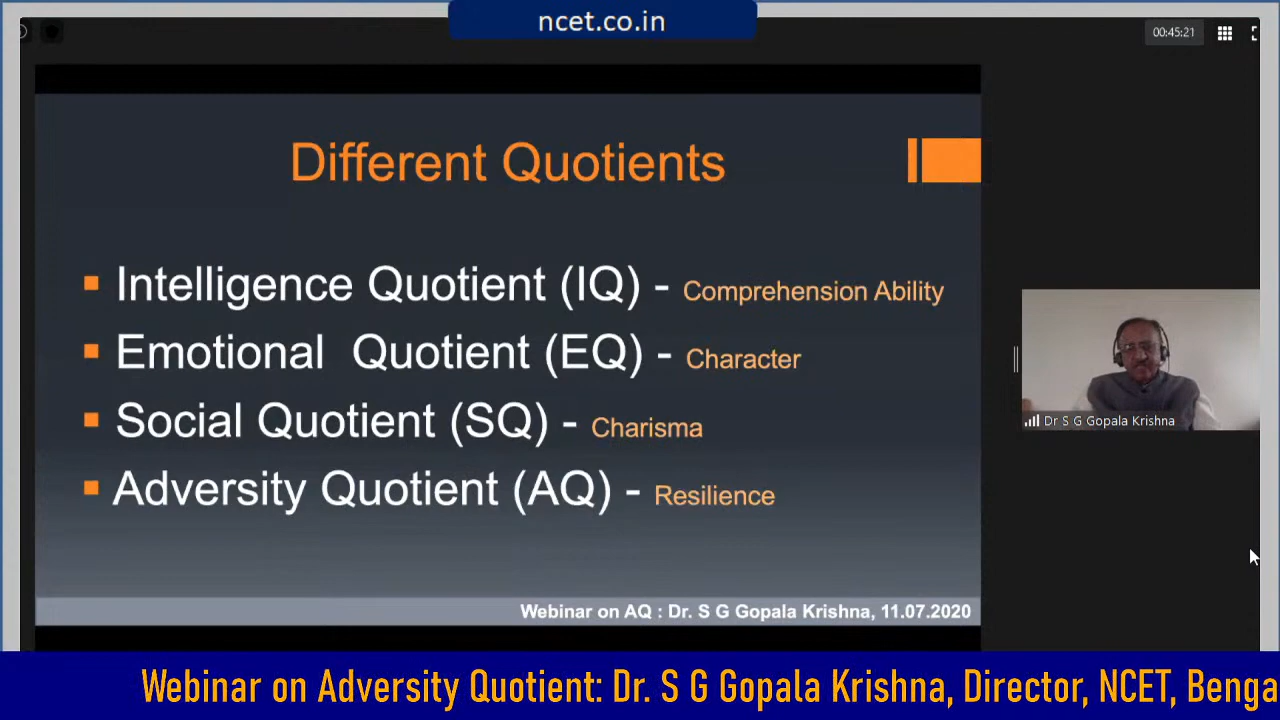 ncet.co.in
00:45:21
Different Quotients
Intelligence Quotient (IQ) - Comprehension Ability
Emotional Quotient (EQ) - Character
Social Quotient (SQ) - Charisma
Adversity Quotient (AQ) - Resilience
Dr S G Gopala Krishna
Webinar on AQ : Dr. S G Gopala Krishna, 11.07.2020
Webinar on Adversity Quotient: Dr. S G Gopala Krishna, Director, NCET, Benga